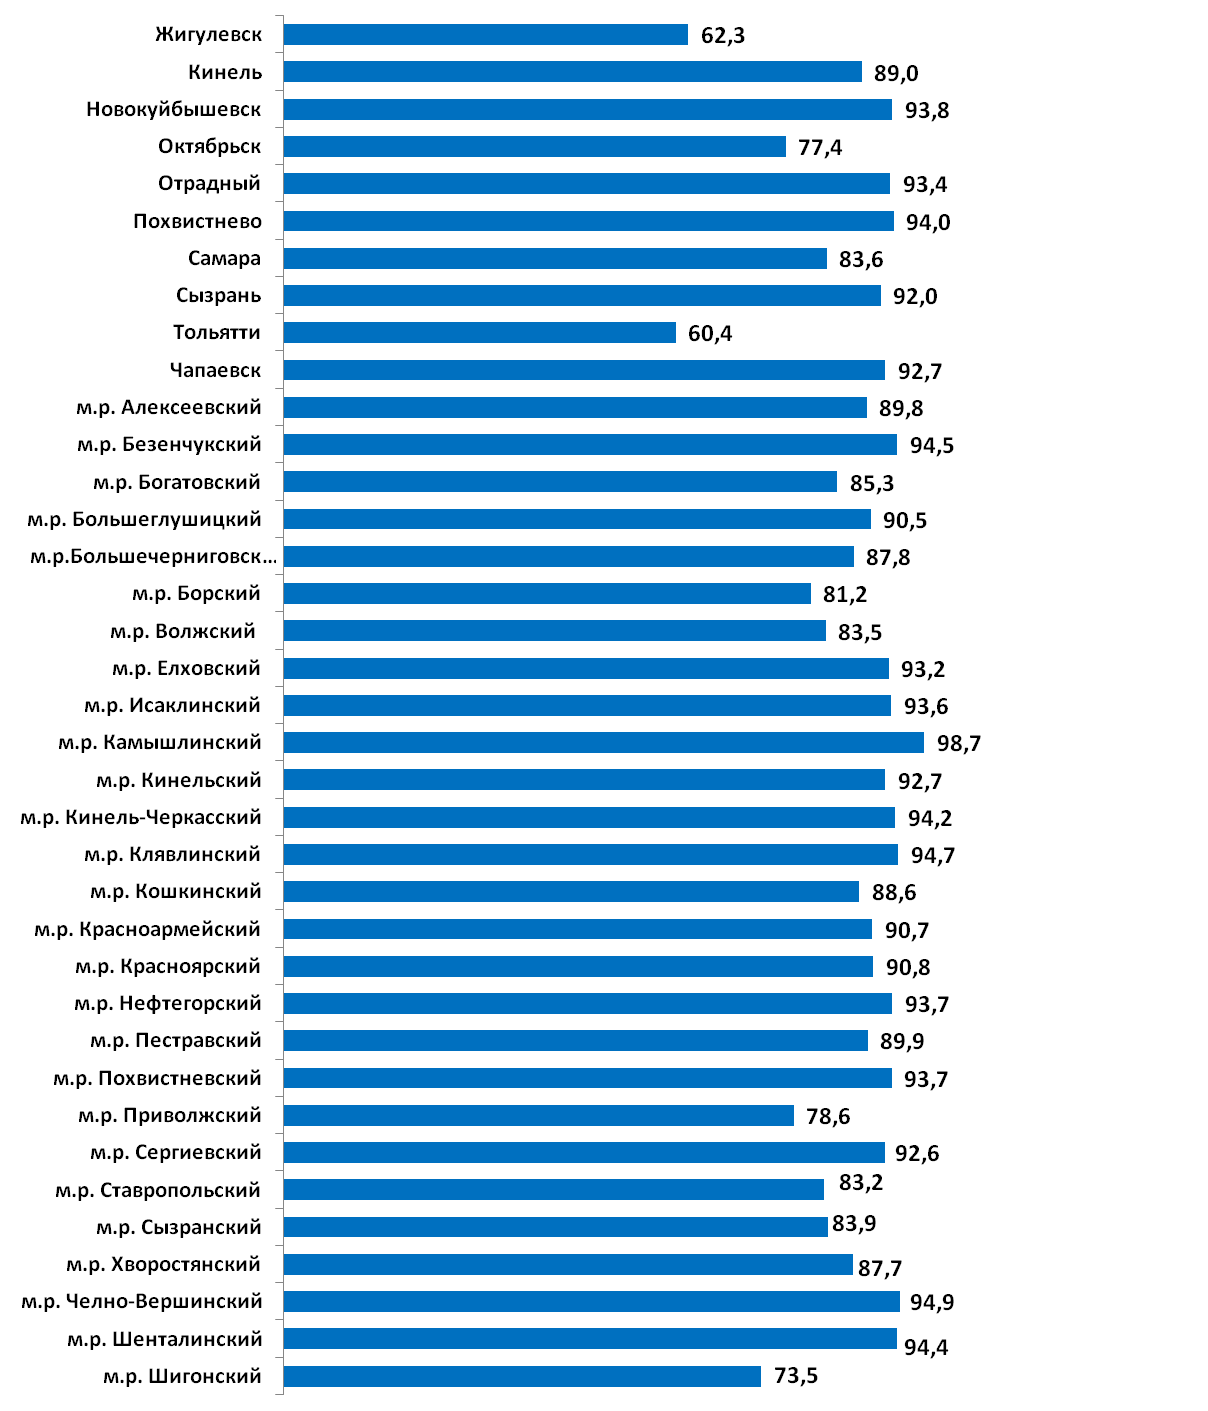 Жигулевск 62,3
Кинель 89,0
Новокуйбышевск 93,8
Октябрьск 77,4
Отрадный 93,4
Похвистнево 94,0
Самара 83,6
Сызрань 92,0
Тольятти 60,4
Чапаевск 92,7
м.р. Алексеевский 89,8
м.р. Безенчукский 94,5
м.р. Богатовский 85,3
м.р. Большеглушицкий 90,5
м.р.Большечерниговск... 87,8
м.р. Борский 81,2
м.р. Волжский 83,5
м.р. Елховский 93,2
м.р. Исаклинский 93,6
м.р. Камышлинский 98,7
м.р. Кинельский 92,7
м.р. Кинель-Черкасский 94,2
м.р. Клявлинский 94,7
м.р. Кошкинский 88,6
м.р. Красноармейский 90,7
м.р. Красноярский 90,8
м.р. Нефтегорский 93,7
м.р. Пестравский 89,9
м.р. Похвистневский 93,7
м.р. Приволжский 78,6
м.р. Сергиевский 92,6
м.р. Ставропольский 83,2
м.р. Сызранский 83,9
м.р. Хворостянский 87,7
м.р. Челно-Вершинский 94,9
м.р. Шенталинский 94,4
м.р. Шигонский 73,5